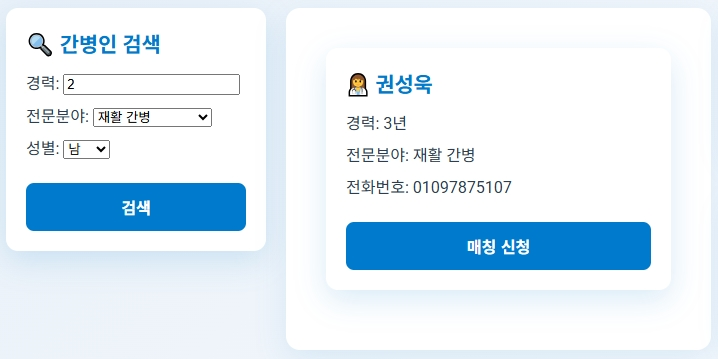 간병인 검색
경력: 2
전문분야: 재활 간병
성별: 남
검색
권성욱
경력: 3년
전문분야: 재활 간병
전화번호: 01097875107
매칭 신청